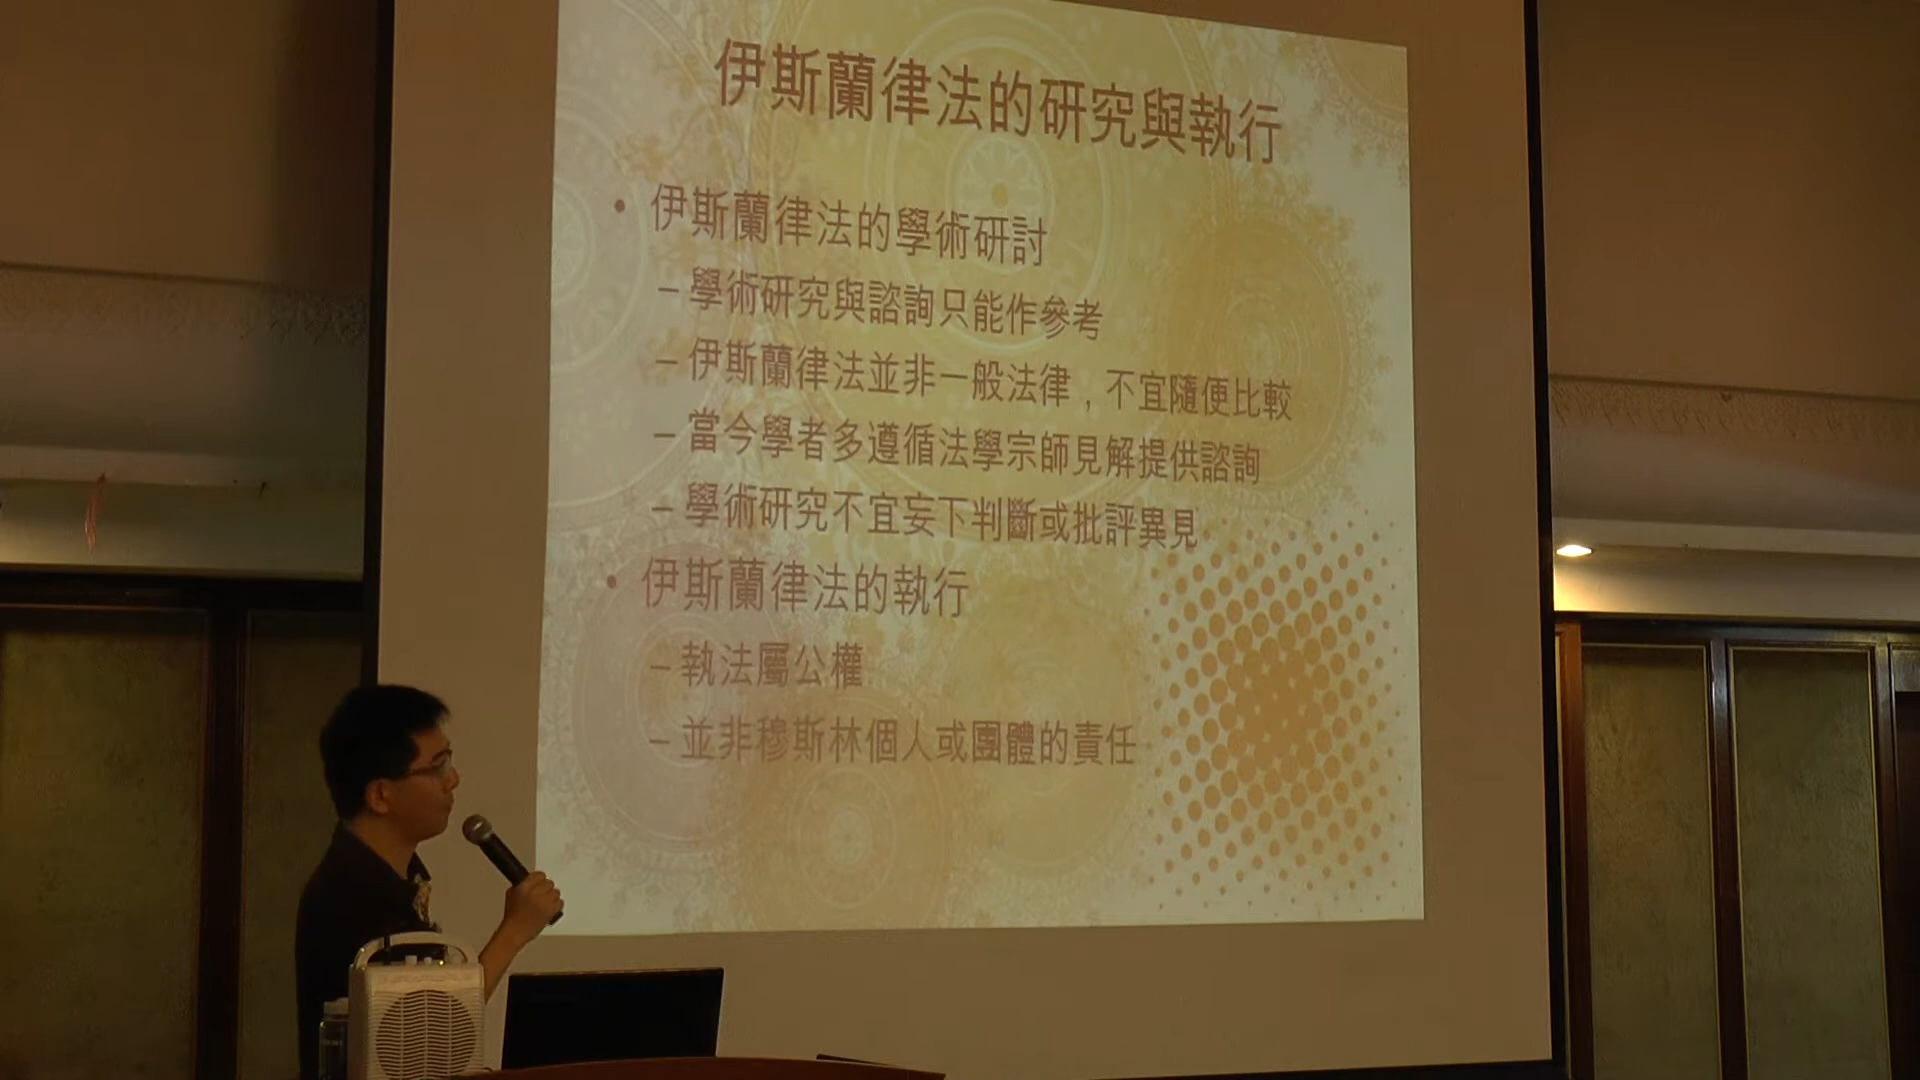 伊斯蘭律法的研究與執行
• 伊斯蘭律法的學術研討
– 學術研究與諮詢只能作參考
– 伊斯蘭律法並非一般法律，不宜隨便比較
– 當今學者多遵循法學宗師見解提供諮詢
– 學術研究不宜妄下判斷或批評異見
• 伊斯蘭律法的執行
– 執法屬公權
– 並非穆斯林個人或團體的責任